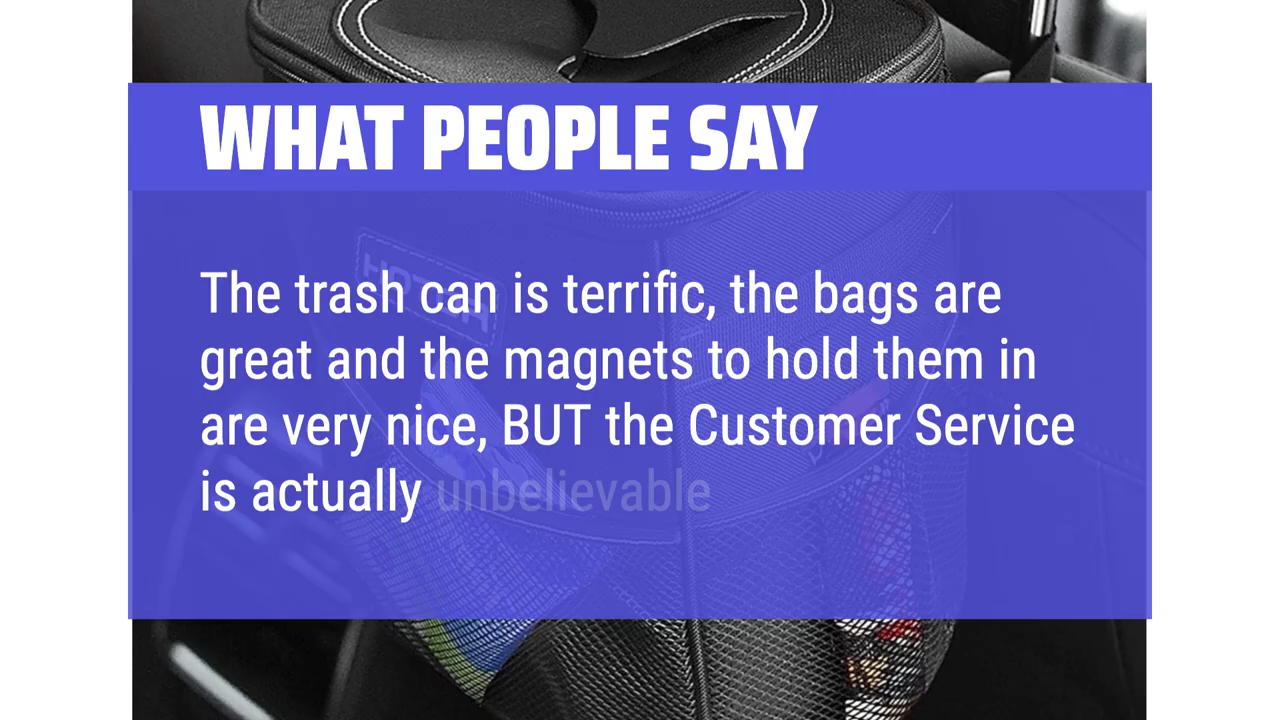 WHAT PEOPLE SAY
The trash can is terrific, the bags are
great and the magnets to hold them in
are very nice, BUT the Customer Service
is actually unbelievable